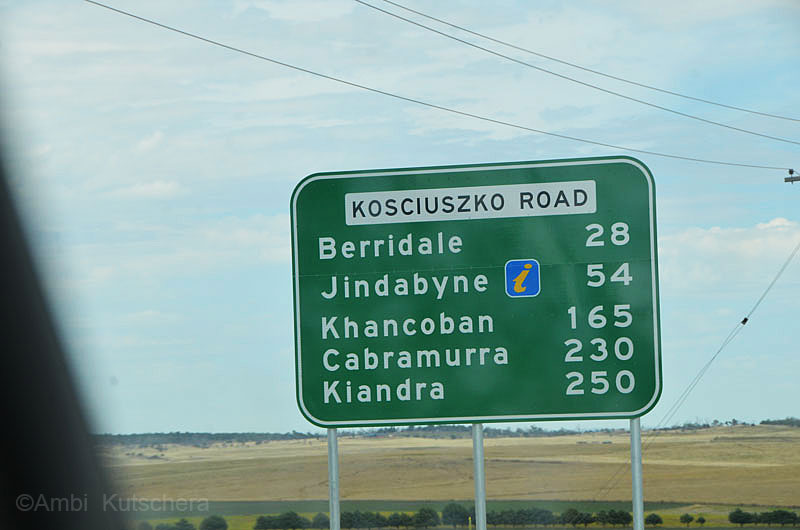 KOSCIUSZKO ROAD
Berridale 28
Jindabyne i 54
Khancoban 165
Cabramurra 230
Kiandra 250
©Ambi Kutschera